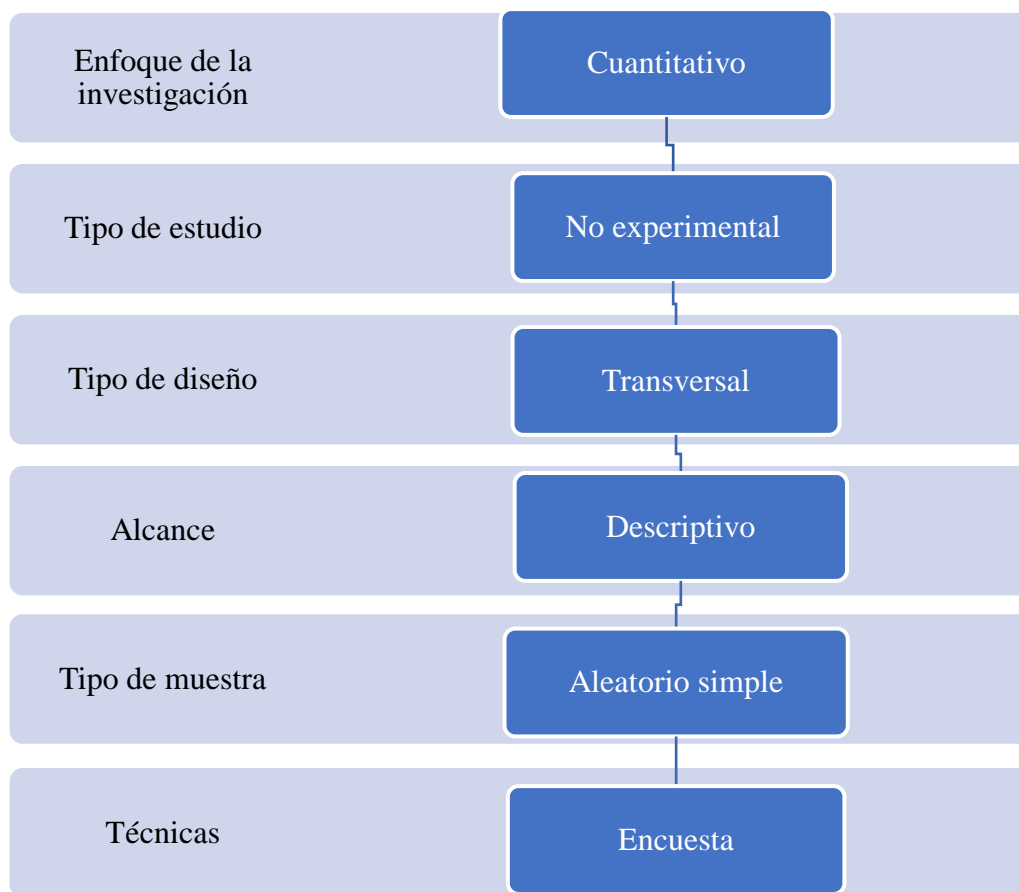 Enfoque de la
investigación
Cuantitativo
Tipo de estudio
No experimental
Tipo de diseño
Transversal
Alcance
Descriptivo
Tipo de muestra
Aleatorio simple
Técnicas
Encuesta